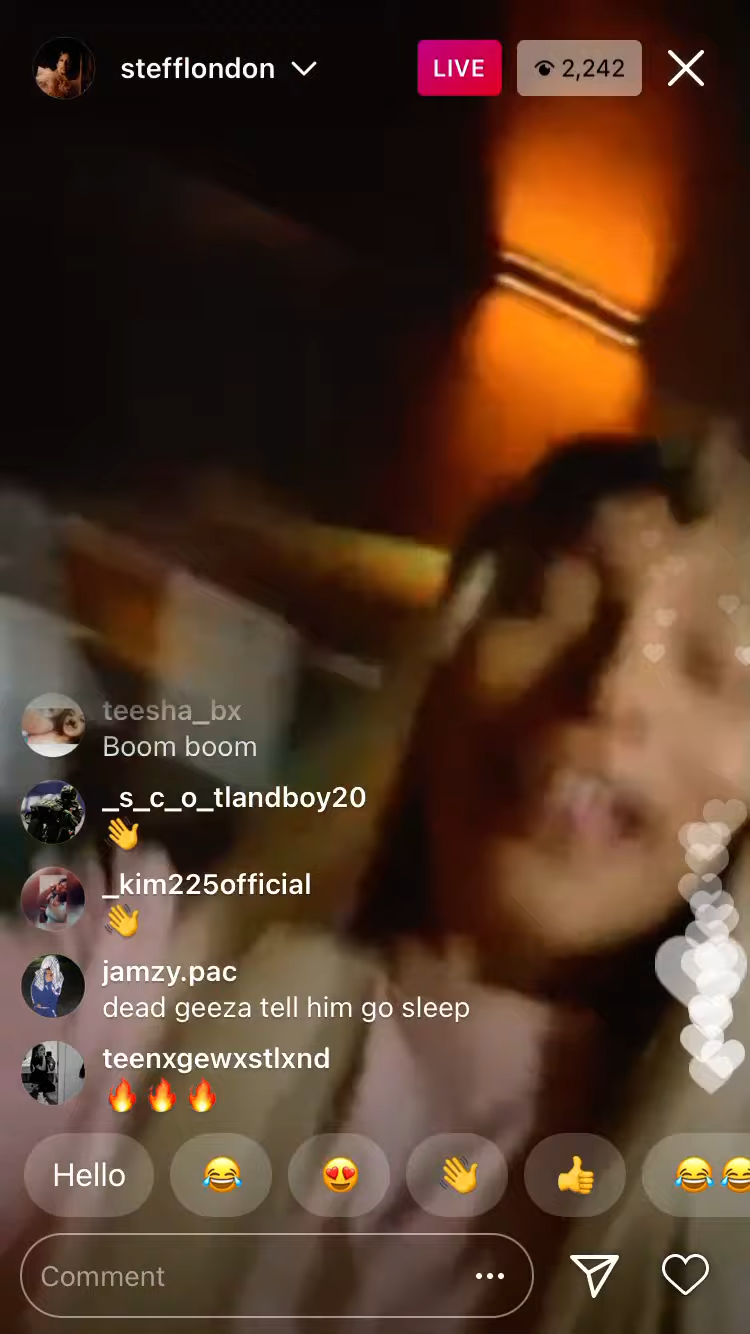 stefflondon
LIVE
2,242
teesha_bx
Boom boom
_s_c_o_tlandboy20
👋
_kim225official
👋
jamzy.pac
dead geeza tell him go sleep
teenxgewxstlxnd
🔥🔥🔥
Hello 😂 😍 👋 👍 😂😂
Comment